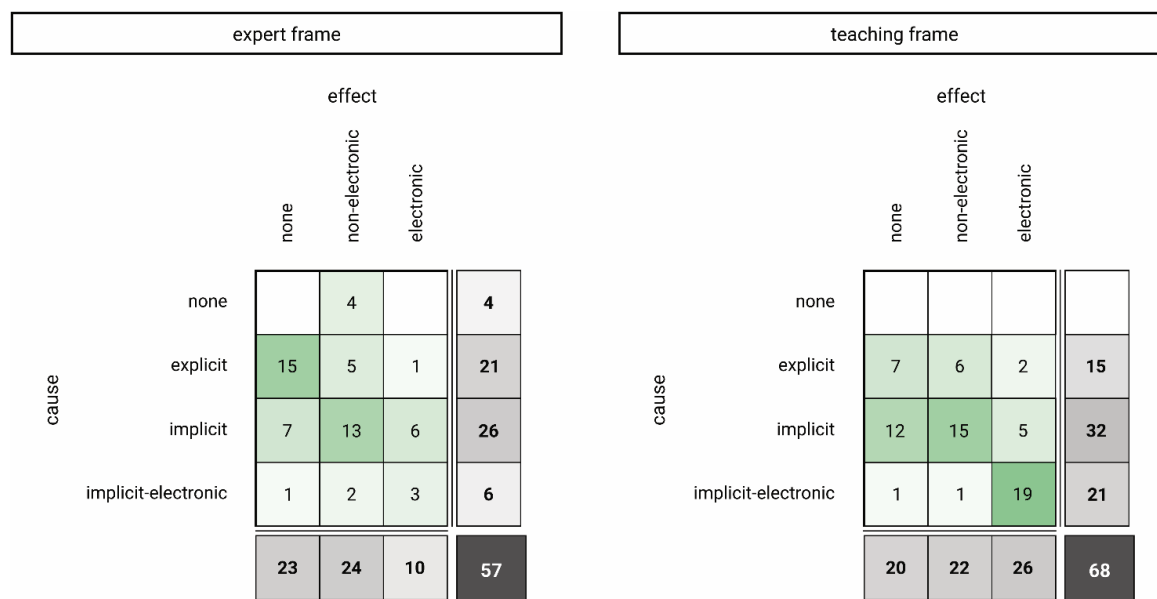 expert frame
effect
none
non-electronic
electronic
cause
none 4 4
explicit 15 5 1 21
implicit 7 13 6 26
implicit-electronic 1 2 3 6
23 24 10 57
teaching frame
effect
none
non-electronic
electronic
cause
none
explicit 7 6 2 15
implicit 12 15 5 32
implicit-electronic 1 1 19 21
20 22 26 68